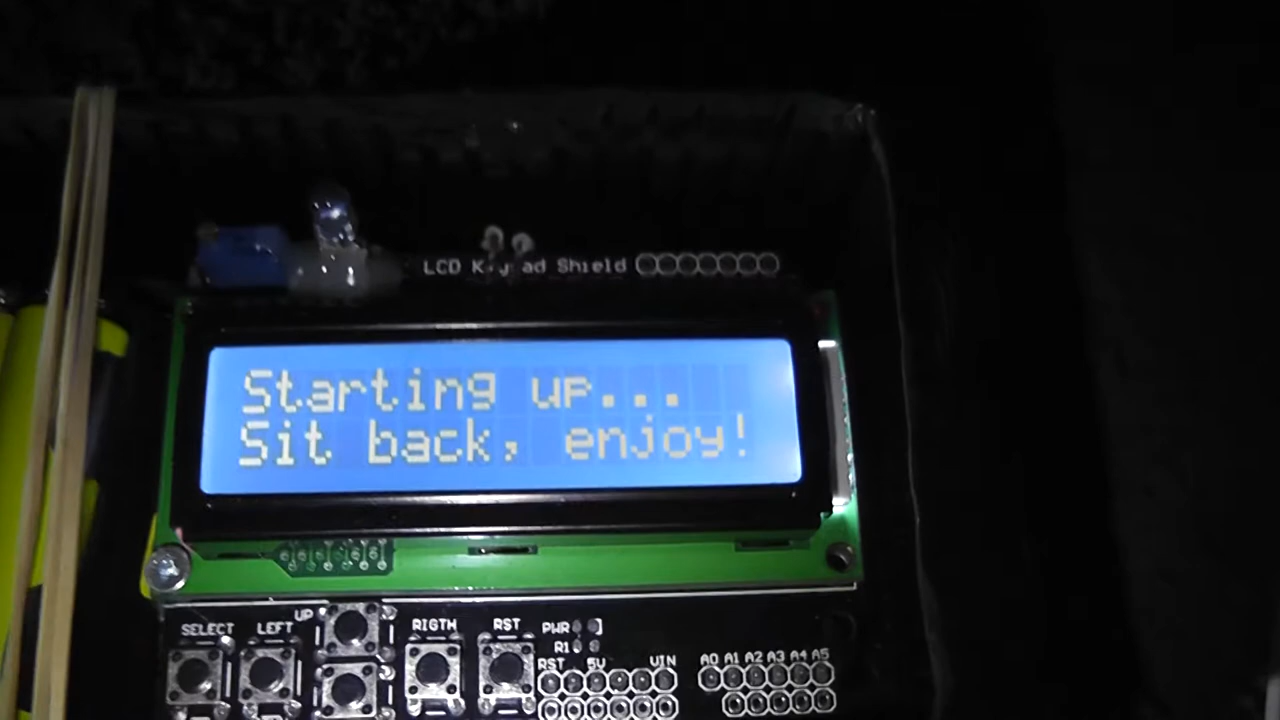 LCD Keypad Shield
Starting up...
Sit back, enjoy!
SELECT LEFT UP RIGTH RST PWR
R1
RST 5V VIN A0 A1 A2 A3 A4 A5